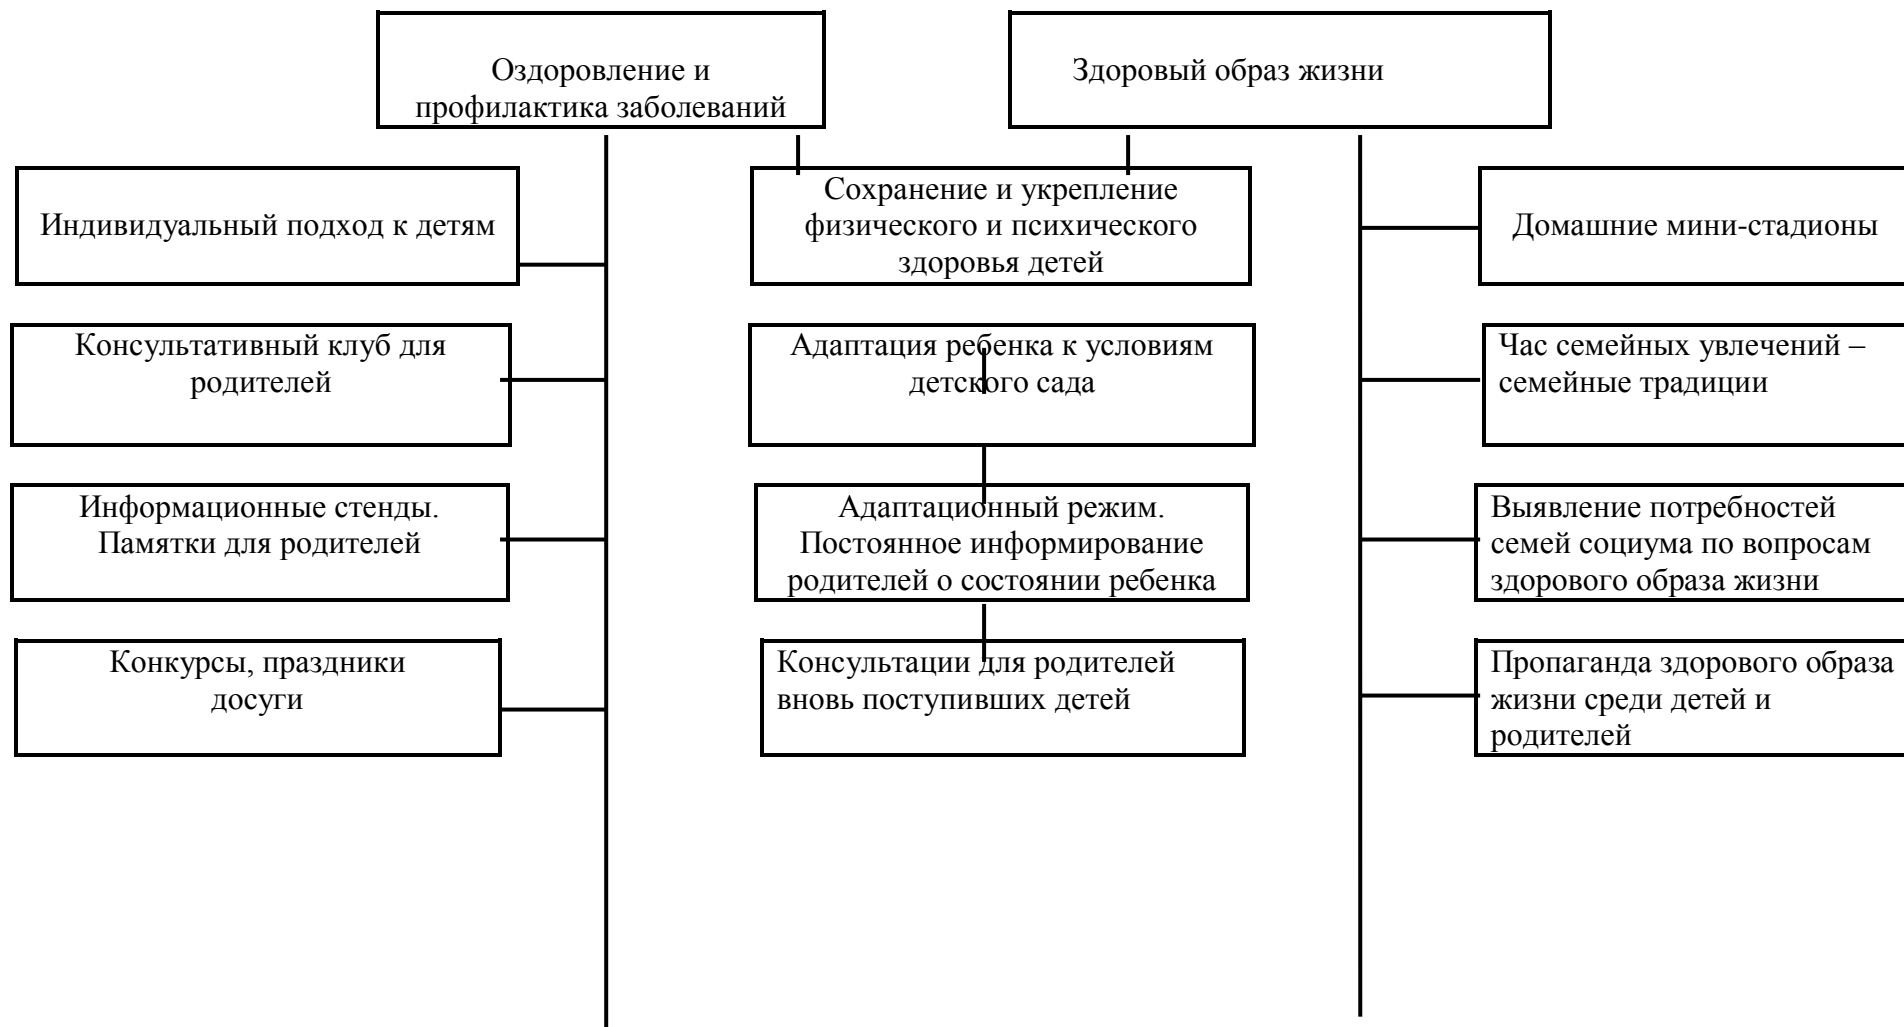 Оздоровление и
профилактика заболеваний
Здоровый образ жизни
Индивидуальный подход к детям
Сохранение и укрепление
физического и психического
здоровья детей
Домашние мини-стадионы
Консультативный клуб для
родителей
Адаптация ребенка к условиям
детского сада
Час семейных увлечений –
семейные традиции
Информационные стенды.
Памятки для родителей
Адаптационный режим.
Постоянное информирование
родителей о состоянии ребенка
Выявление потребностей
семей социума по вопросам
здорового образа жизни
Конкурсы, праздники
досуги
Консультации для родителей
вновь поступивших детей
Пропаганда здорового образа
жизни среди детей и
родителей